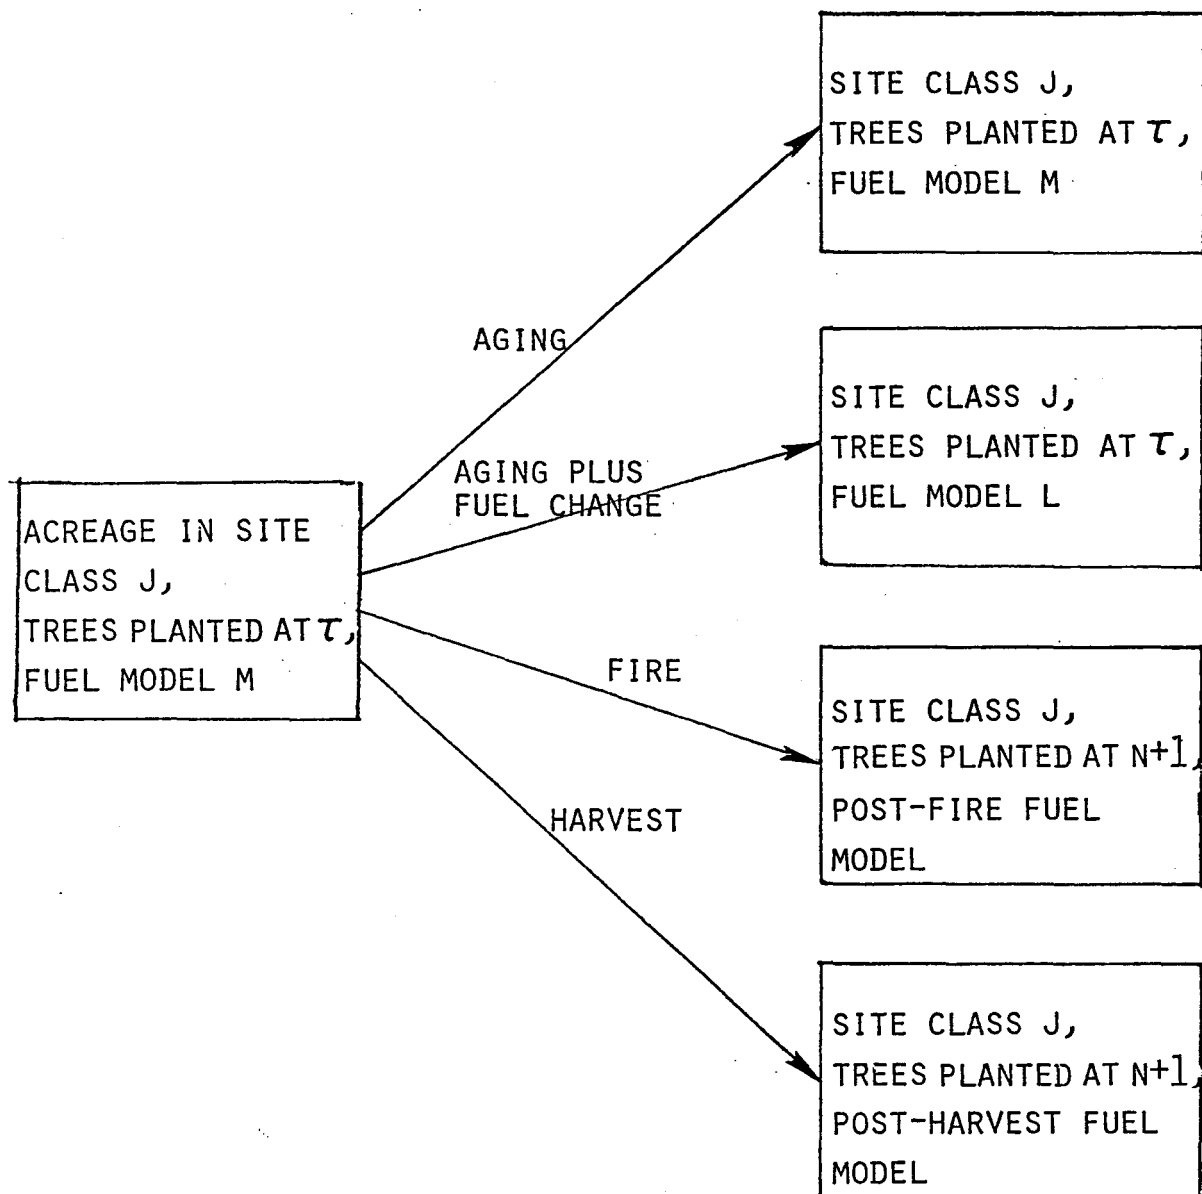 SITE CLASS J,
TREES PLANTED AT τ,
FUEL MODEL M
AGING
SITE CLASS J,
TREES PLANTED AT τ,
FUEL MODEL L
AGING PLUS
FUEL CHANGE
ACREAGE IN SITE
CLASS J,
TREES PLANTED AT τ,
FUEL MODEL M
FIRE
SITE CLASS J,
TREES PLANTED AT N+1,
POST-FIRE FUEL
MODEL
HARVEST
SITE CLASS J,
TREES PLANTED AT N+1,
POST-HARVEST FUEL
MODEL